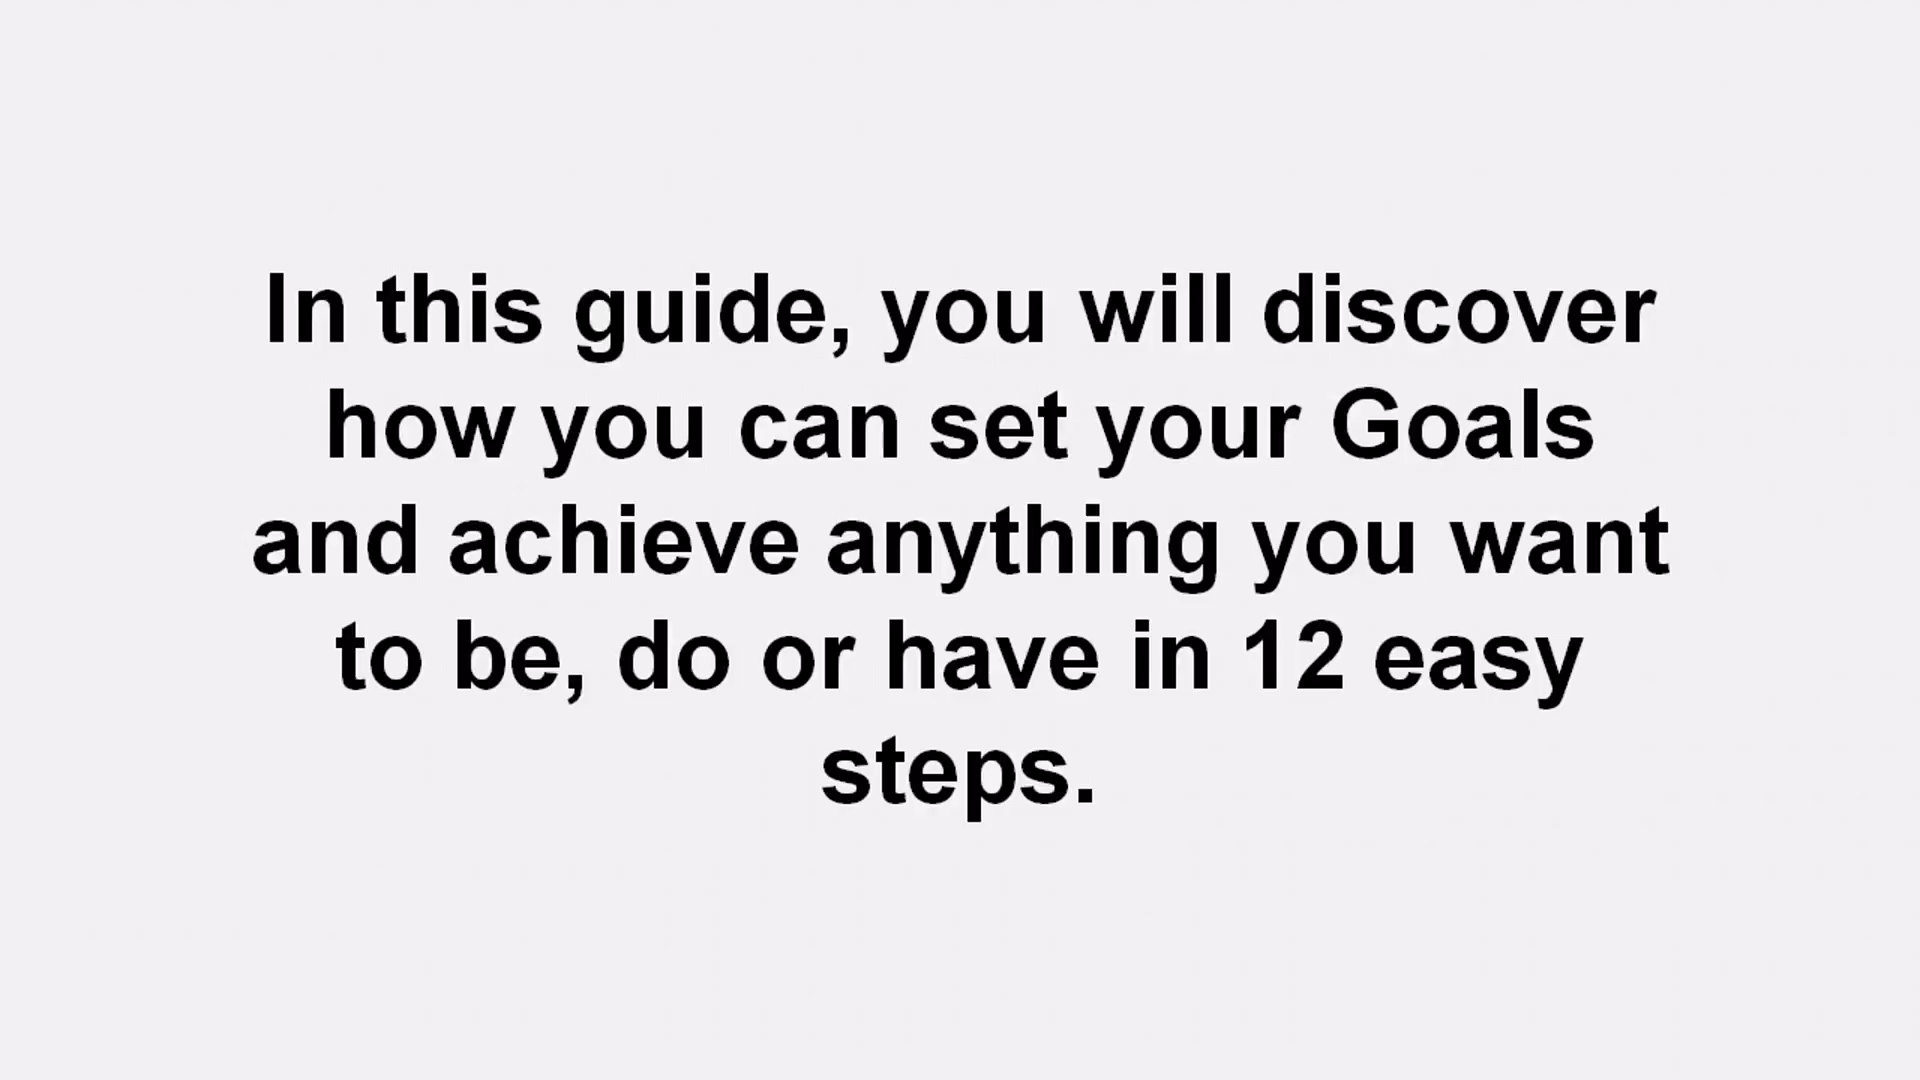 In this guide, you will discover
how you can set your Goals
and achieve anything you want
to be, do or have in 12 easy
steps.